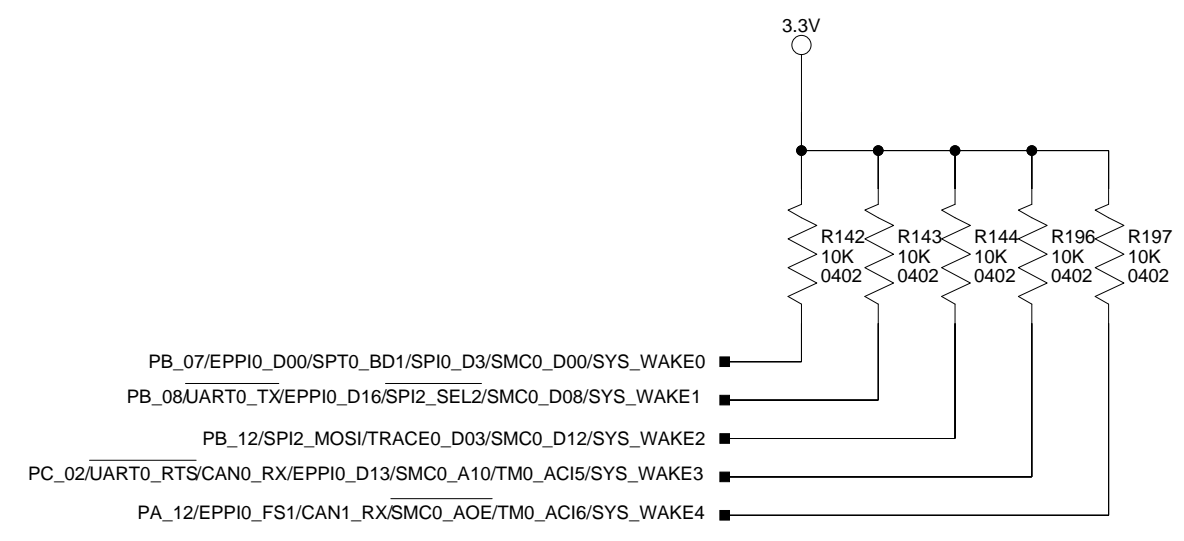 3.3V
R142 R143 R144 R196 R197
10K 10K 10K 10K 10K
0402 0402 0402 0402 0402
PB_07/EPPI0_D00/SPT0_BD1/SPI0_D3/SMC0_D00/SYS_WAKE0
PB_08/UART0_TX/EPPI0_D16/SPI2_SEL2/SMC0_D08/SYS_WAKE1
PB_12/SPI2_MOSI/TRACE0_D03/SMC0_D12/SYS_WAKE2
PC_02/UART0_RTS/CAN0_RX/EPPI0_D13/SMC0_A10/TM0_ACI5/SYS_WAKE3
PA_12/EPPI0_FS1/CAN1_RX/SMC0_AOE/TM0_ACI6/SYS_WAKE4